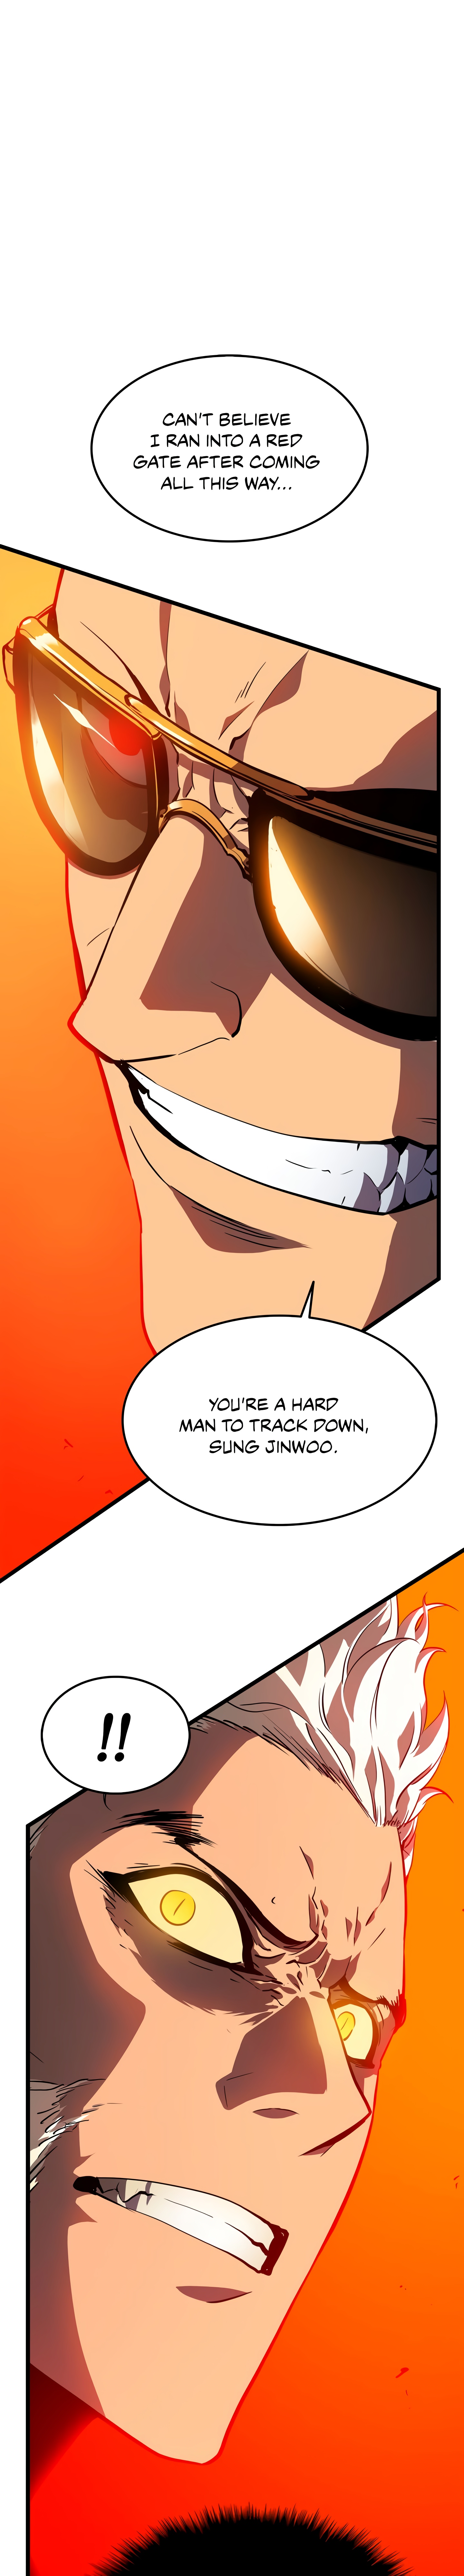 CAN'T BELIEVE
I RAN INTO A RED
GATE AFTER COMING
ALL THIS WAY...
YOU'RE A HARD
MAN TO TRACK DOWN,
SUNG JINWOO.
!!